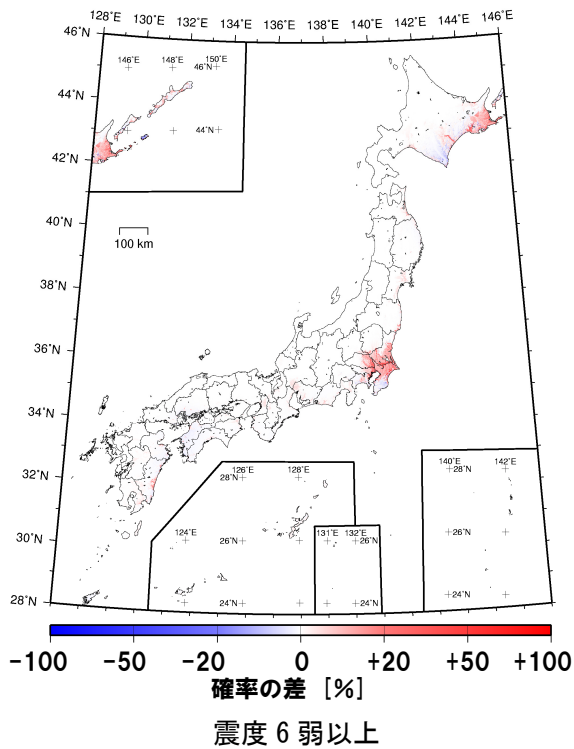 128˚E 130˚E 132˚E 134˚E 136˚E 138˚E 140˚E 142˚E 144˚E 146˚E
46˚N
146˚E 148˚E 150˚E
46˚N
44˚N
44˚N
42˚N
40˚N
100 km
38˚N
36˚N
34˚N
32˚N
126˚E 128˚E
28˚N
140˚E 142˚E
28˚N
124˚E
26˚N
131˚E 132˚E
26˚N
26˚N
30˚N
24˚N
24˚N
24˚N
28˚N
-100 -50 -20 0 +20 +50 +100
確率の差 [%]
震度6弱以上